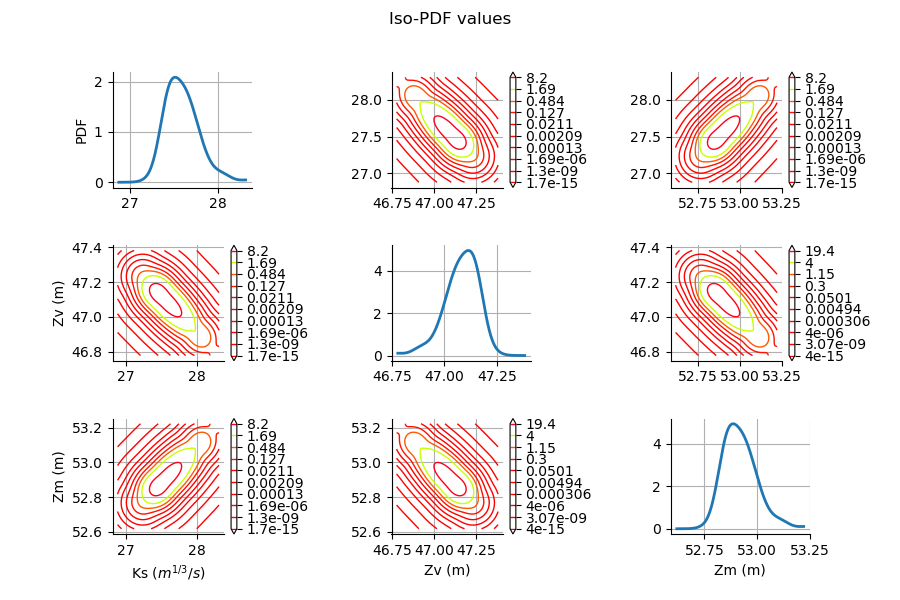 Iso-PDF values
PDF
2
1
0
27 28
28.0
27.5
27.0
46.75 47.00 47.25
8.2
1.69
0.484
0.127
0.0211
0.00209
0.00013
1.69e-06
1.3e-09
1.7e-15
28.0
27.5
27.0
52.75 53.00 53.25
8.2
1.69
0.484
0.127
0.0211
0.00209
0.00013
1.69e-06
1.3e-09
1.7e-15
Zv (m)
47.4
47.2
47.0
46.8
27 28
8.2
1.69
0.484
0.127
0.0211
0.00209
0.00013
1.69e-06
1.3e-09
1.7e-15
4
2
0
46.75 47.00 47.25
47.4
47.2
47.0
46.8
52.75 53.00 53.25
19.4
4
1.15
0.3
0.0501
0.00494
0.000306
4e-06
3.07e-09
4e-15
Zm (m)
53.2
53.0
52.8
52.6
27 28
Ks (m^{1/3}/s)
8.2
1.69
0.484
0.127
0.0211
0.00209
0.00013
1.69e-06
1.3e-09
1.7e-15
53.2
53.0
52.8
52.6
46.75 47.00 47.25
Zv (m)
19.4
4
1.15
0.3
0.0501
0.00494
0.000306
4e-06
3.07e-09
4e-15
4
2
0
52.75 53.00 53.25
Zm (m)